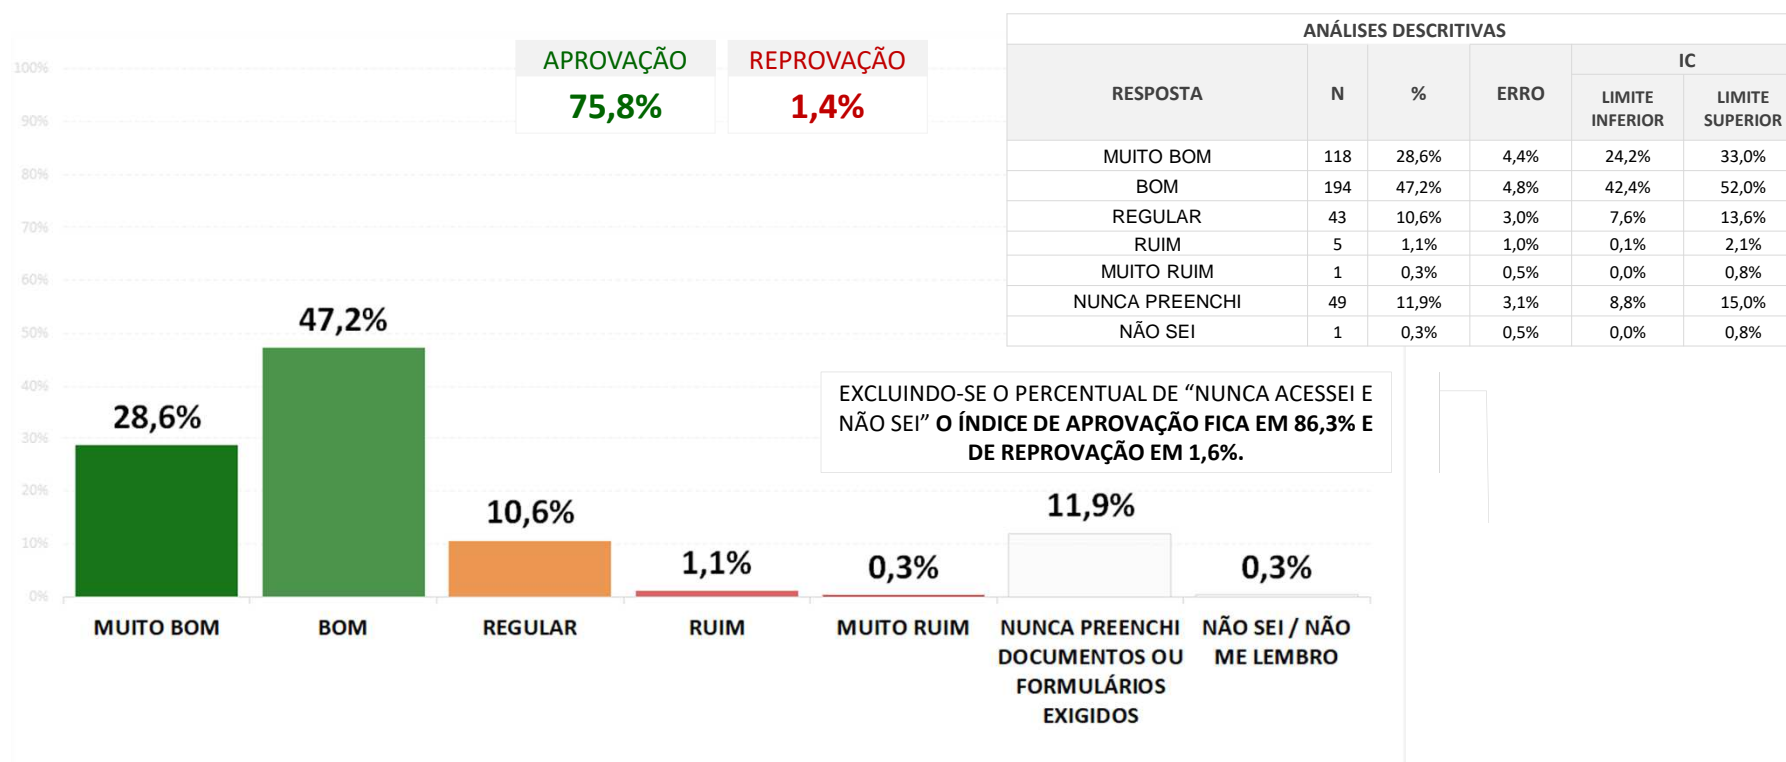 APROVAÇÃO
75,8%
REPROVAÇÃO
1,4%
ANÁLISES DESCRITIVAS
RESPOSTA N % ERRO IC
LIMITE INFERIOR LIMITE SUPERIOR
MUITO BOM 118 28,6% 4,4% 24,2% 33,0%
BOM 194 47,2% 4,8% 42,4% 52,0%
REGULAR 43 10,6% 3,0% 7,6% 13,6%
RUIM 5 1,1% 1,0% 0,1% 2,1%
MUITO RUIM 1 0,3% 0,5% 0,0% 0,8%
NUNCA PREENCHI 49 11,9% 3,1% 8,8% 15,0%
NÃO SEI 1 0,3% 0,5% 0,0% 0,8%
100%
90%
80%
70%
60%
50%
40%
30%
20%
10%
0%
EXCLUINDO-SE O PERCENTUAL DE “NUNCA ACESSEI E
NÃO SEI” O ÍNDICE DE APROVAÇÃO FICA EM 86,3% E
DE REPROVAÇÃO EM 1,6%.
28,6%
47,2%
10,6%
1,1%
0,3%
11,9%
0,3%
MUITO BOM
BOM
REGULAR
RUIM
MUITO RUIM
NUNCA PREENCHI
DOCUMENTOS OU
FORMULÁRIOS
EXIGIDOS
NÃO SEI / NÃO
ME LEMBRO